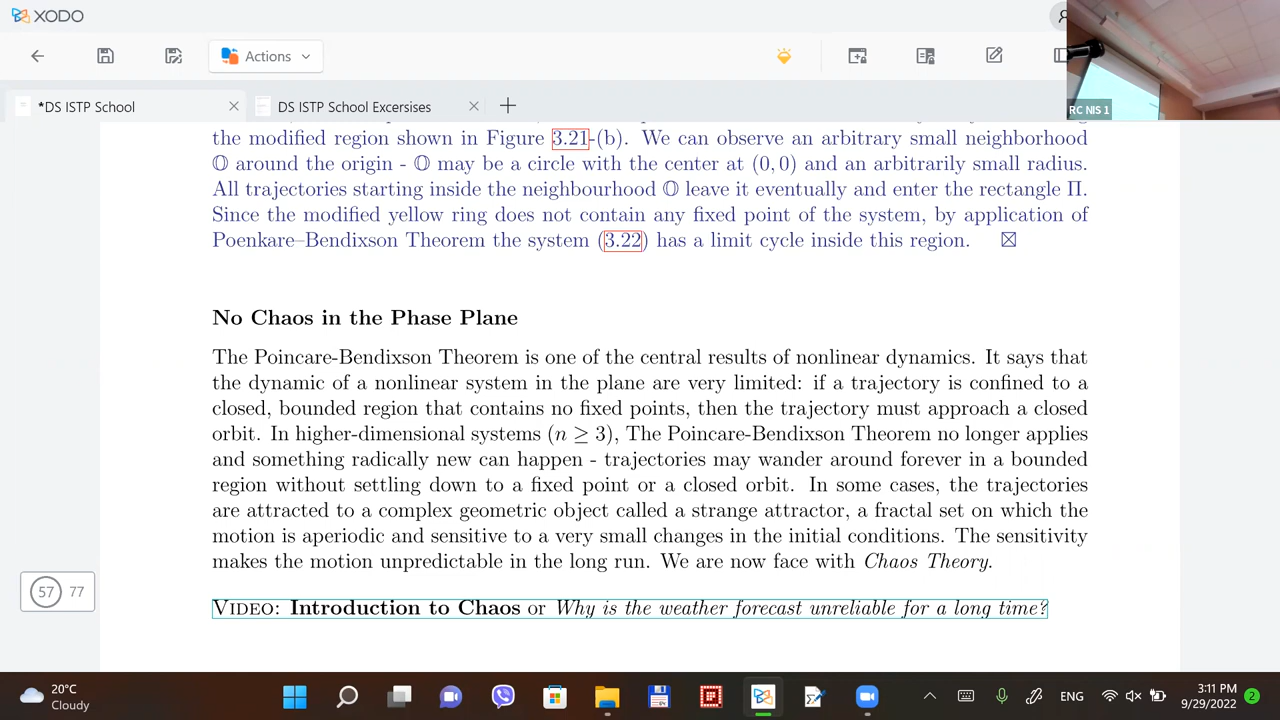 XODO
Actions
*DS ISTP School
DS ISTP School Excersises
RC NIS 1
the modified region shown in Figure 3.21-(b). We can observe an arbitrary small neighborhood
𝕆 around the origin - 𝕆 may be a circle with the center at (0, 0) and an arbitrarily small radius.
All trajectories starting inside the neighbourhood 𝕆 leave it eventually and enter the rectangle Π.
Since the modified yellow ring does not contain any fixed point of the system, by application of
Poenkare–Bendixson Theorem the system (3.22) has a limit cycle inside this region. ⊠
No Chaos in the Phase Plane
The Poincare-Bendixson Theorem is one of the central results of nonlinear dynamics. It says that
the dynamic of a nonlinear system in the plane are very limited: if a trajectory is confined to a
closed, bounded region that contains no fixed points, then the trajectory must approach a closed
orbit. In higher-dimensional systems (n ≥ 3), The Poincare-Bendixson Theorem no longer applies
and something radically new can happen - trajectories may wander around forever in a bounded
region without settling down to a fixed point or a closed orbit. In some cases, the trajectories
are attracted to a complex geometric object called a strange attractor, a fractal set on which the
motion is aperiodic and sensitive to a very small changes in the initial conditions. The sensitivity
makes the motion unpredictable in the long run. We are now face with Chaos Theory.
57 77
VIDEO: Introduction to Chaos or Why is the weather forecast unreliable for a long time?
20°C
Cloudy
ENG
3:11 PM
9/29/2022
2